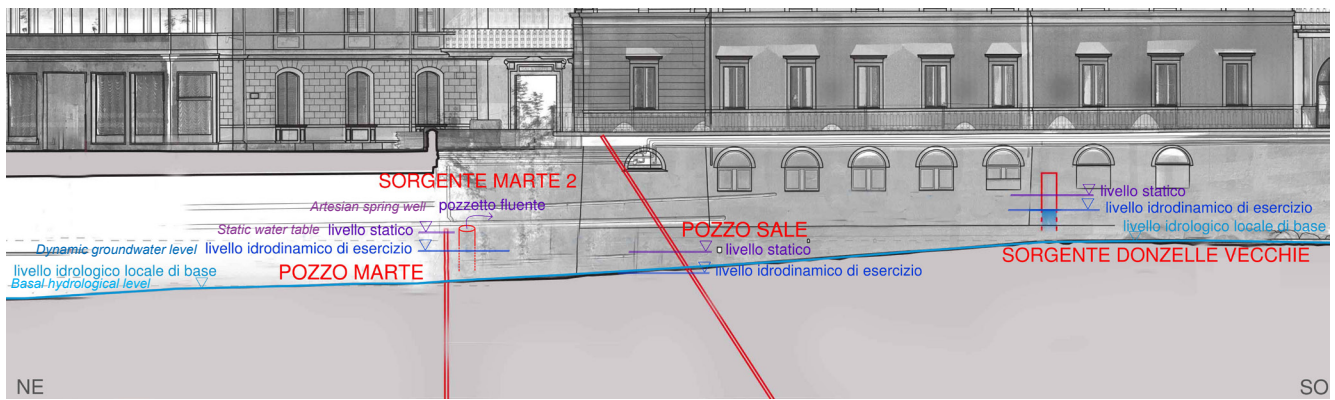 SORGENTE MARTE 2
Artesian spring well pozzetto fluente
Static water table livello statico
Dynamic groundwater level livello idrodinamico di esercizio
POZZO MARTE
livello idrologico locale di base
Basal hydrological level
POZZO SALE
livello statico
livello idrodinamico di esercizio
livello statico
livello idrodinamico di esercizio
livello idrologico locale di base
SORGENTE DONZELLE VECCHIE
NE
SO